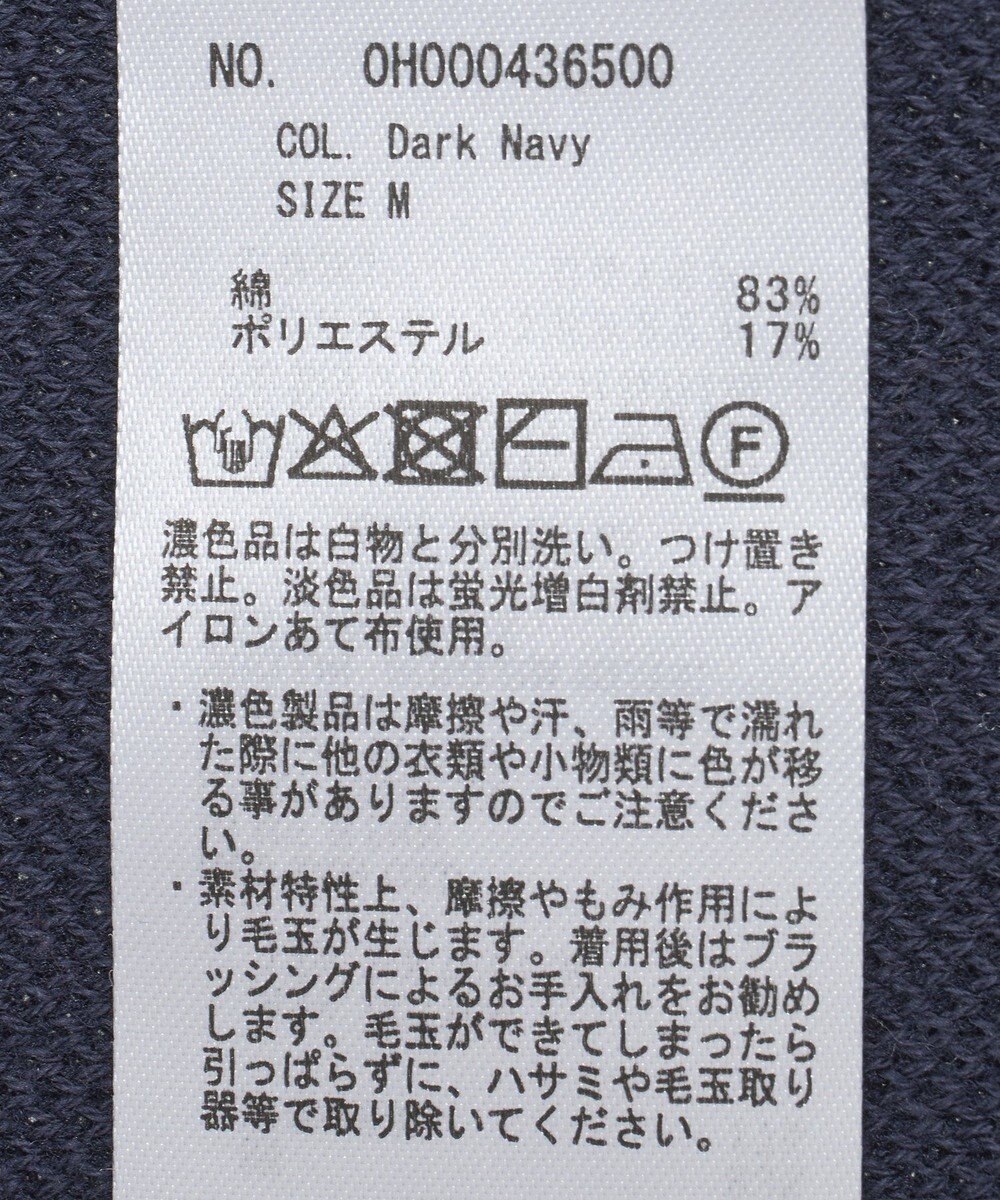 NO. 0H000436500
COL. Dark Navy
SIZE M
綿 83%
ポリエステル 17%
F
濃色品は白物と分別洗い。つけ置き
禁止。淡色品は蛍光増白剤禁止。ア
イロンあて布使用。
・濃色製品は摩擦や汗、雨等で濡れ
た際に他の衣類や小物類に色が移
る事がありますのでご注意くださ
い。
・素材特性上、摩擦やもみ作用によ
り毛玉が生じます。着用後はブラ
ッシングによるお手入れをお勧め
します。毛玉ができてしまったら
引っぱらずに、ハサミや毛玉取り
器等で取り除いてください。